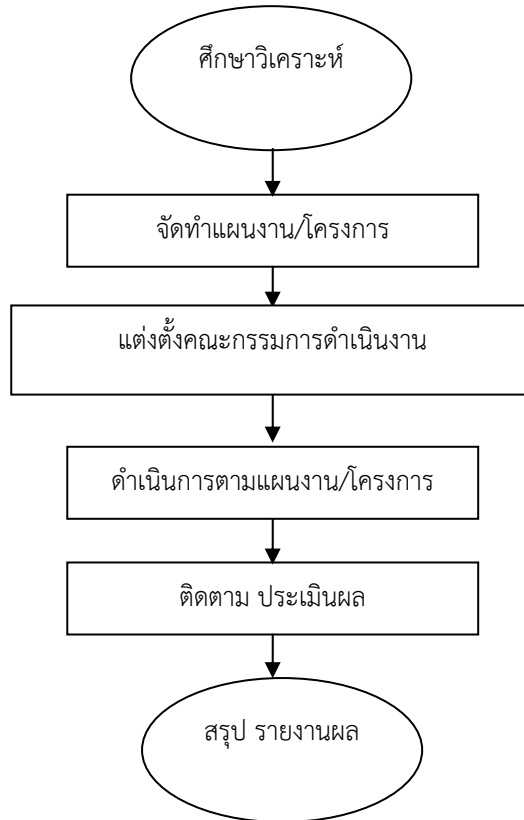 ศึกษาวิเคราะห์
จัดทำแผนงาน/โครงการ
แต่งตั้งคณะกรรมการดำเนินงาน
ดำเนินการตามแผนงาน/โครงการ
ติดตาม ประเมินผล
สรุป รายงานผล